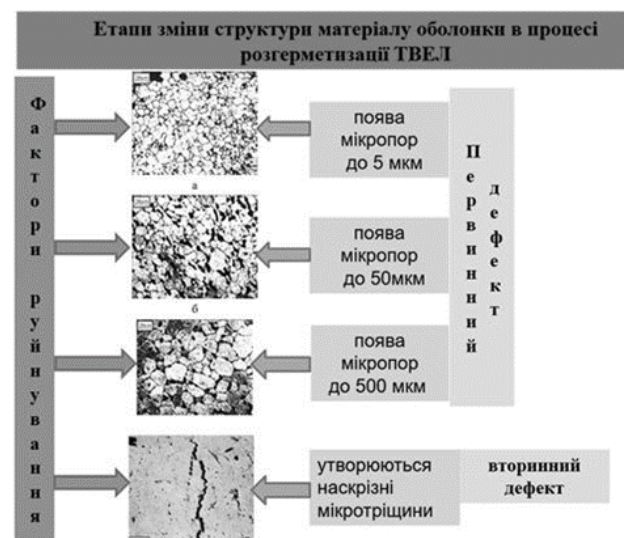 Етапи зміни структури матеріалу оболонки в процесі
розгерметизації ТВЕЛ
Фактори руйнування
поява
мікропор
до 5 мкм
а
поява
мікропор
до 50мкм
б
поява
мікропор
до 500 мкм
Первинний
дефект
утворюються
наскрізні
мікротріщини
вторинний
дефект